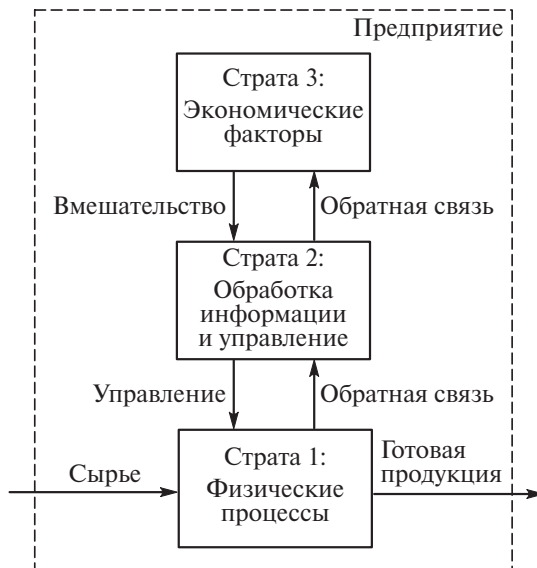 Предприятие
Страта 3:
Экономические
факторы
Вмешательство
Обратная связь
Страта 2:
Обработка
информации
и управление
Управление
Обратная связь
Страта 1:
Физические
процессы
Сырье
Готовая
продукция